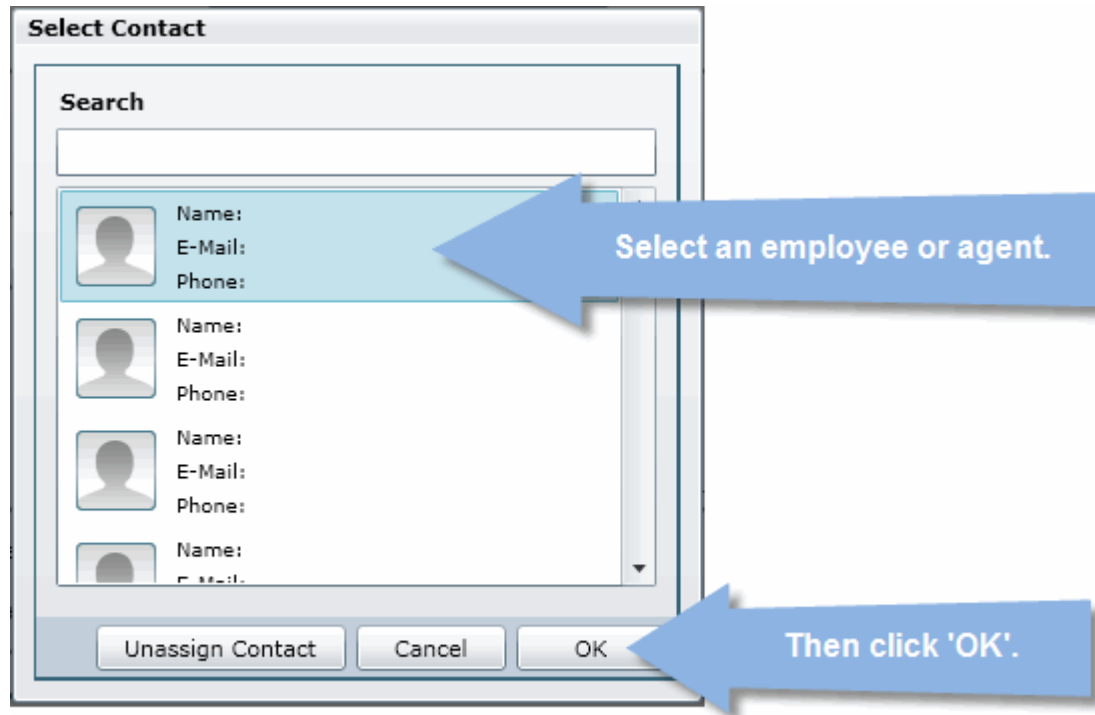 Select Contact
Search
Name:
E-Mail:
Phone:
Select an employee or agent.
Name:
E-Mail:
Phone:
Name:
E-Mail:
Phone:
Name:
E-Mail:
Unassign Contact
Cancel
OK
Then click 'OK'.